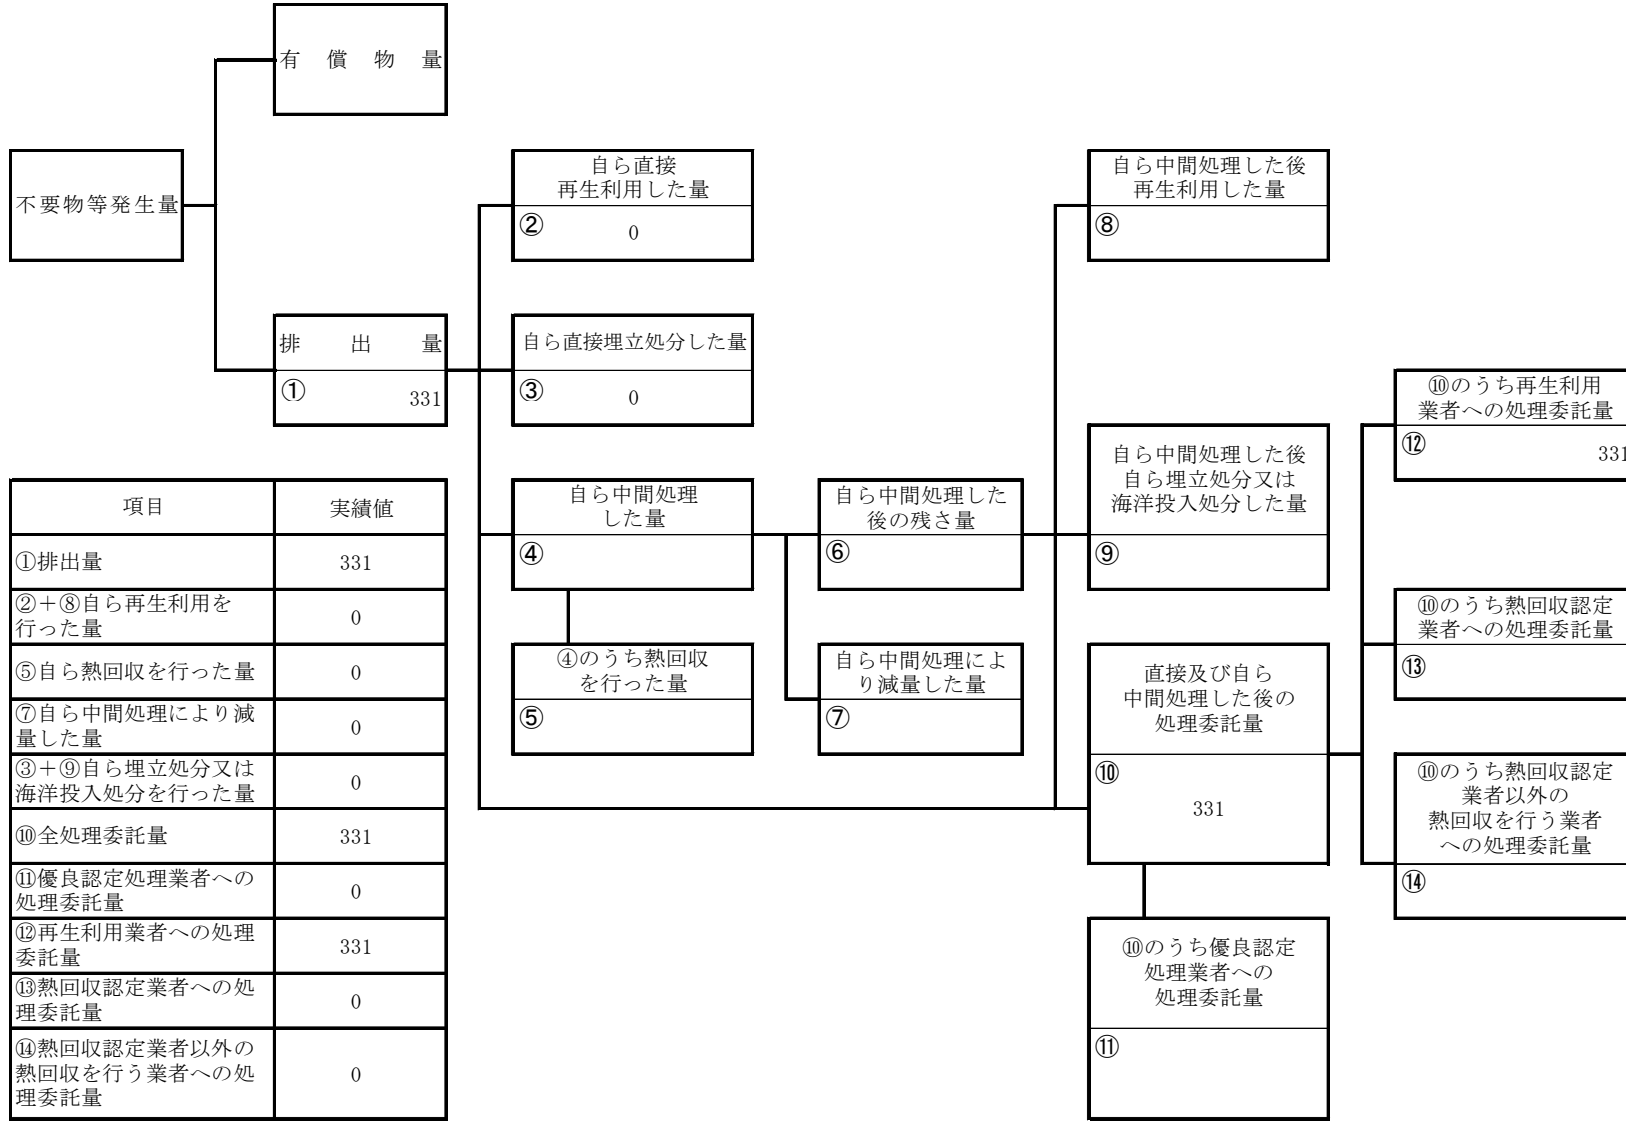 有償物量
不要物等発生量
排出量
①
331
自ら直接
再生利用した量
②
0
自ら直接埋立処分した量
③
0
自ら中間処理
した量
④
④のうち熱回収
を行った量
⑤
自ら中間処理した
後の残さ量
⑥
自ら中間処理によ
り減量した量
⑦
自ら中間処理した後
再生利用した量
⑧
自ら中間処理した後
自ら埋立処分又は
海洋投入処分した量
⑨
直接及び自ら
中間処理した後の
処理委託量
⑩
331
⑩のうち優良認定
処理業者への
処理委託量
⑪
⑩のうち再生利用
業者への処理委託量
⑫
331
⑩のうち熱回収認定
業者への処理委託量
⑬
⑩のうち熱回収認定
業者以外の
熱回収を行う業者
への処理委託量
⑭
項目 実績値
①排出量 331
②＋⑧自ら再生利用を
行った量 0
⑤自ら熱回収を行った量 0
⑦自ら中間処理により減
量した量 0
③＋⑨自ら埋立処分又は
海洋投入処分を行った量 0
⑩全処理委託量 331
⑪優良認定処理業者への
処理委託量 0
⑫再生利用業者への処理
委託量 331
⑬熱回収認定業者への処
理委託量 0
⑭熱回収認定業者以外の
熱回収を行う業者への処
理委託量 0